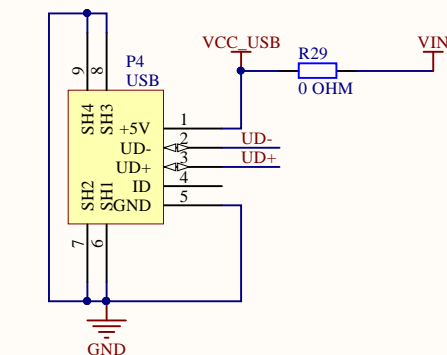 VCC_USB
VIN
R29
0 OHM
P4
USB
9
8
SH4
SH3
+5V
1
UD-
2
UD-
UD+
3
UD+
ID
4
GND
5
SH2
SH1
7
6
GND